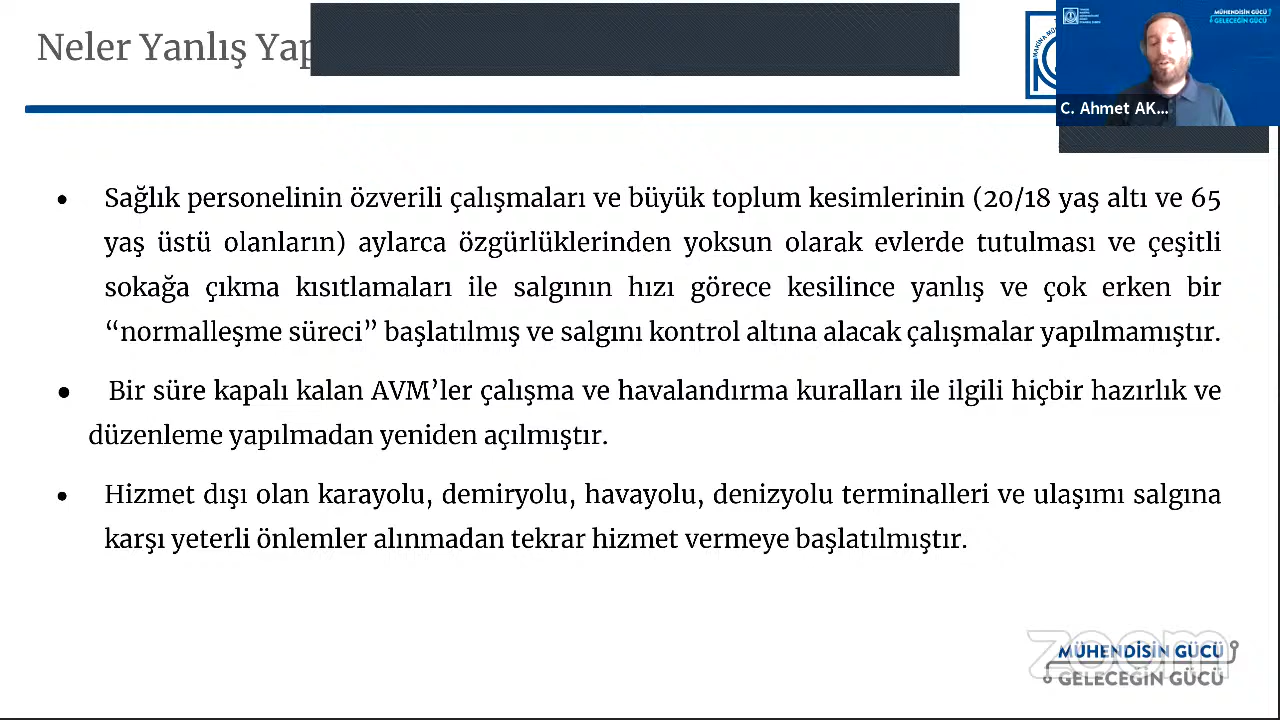 Neler Yanlış Yap
C. Ahmet AK...
MÜHENDİSİN GÜCÜ
GELECEĞİN GÜCÜ
• Sağlık personelinin özverili çalışmaları ve büyük toplum kesimlerinin (20/18 yaş altı ve 65
yaş üstü olanların) aylarca özgürlüklerinden yoksun olarak evlerde tutulması ve çeşitli
sokağa çıkma kısıtlamaları ile salgının hızı görece kesilince yanlış ve çok erken bir
“normalleşme süreci” başlatılmış ve salgını kontrol altına alacak çalışmalar yapılmamıştır.
• Bir süre kapalı kalan AVM’ler çalışma ve havalandırma kuralları ile ilgili hiçbir hazırlık ve
düzenleme yapılmadan yeniden açılmıştır.
• Hizmet dışı olan karayolu, demiryolu, havayolu, denizyolu terminalleri ve ulaşımı salgına
karşı yeterli önlemler alınmadan tekrar hizmet vermeye başlatılmıştır.
zoom
MÜHENDİSİN GÜCÜ
GELECEĞİN GÜCÜ